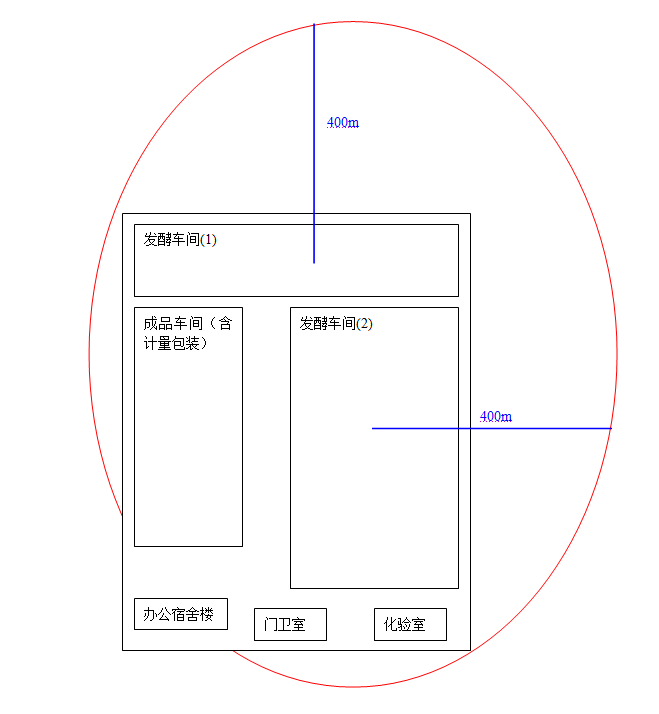 400m
发酵车间(1)
成品车间（含
计量包装）
发酵车间(2)
400m
办公宿舍楼
门卫室
化验室